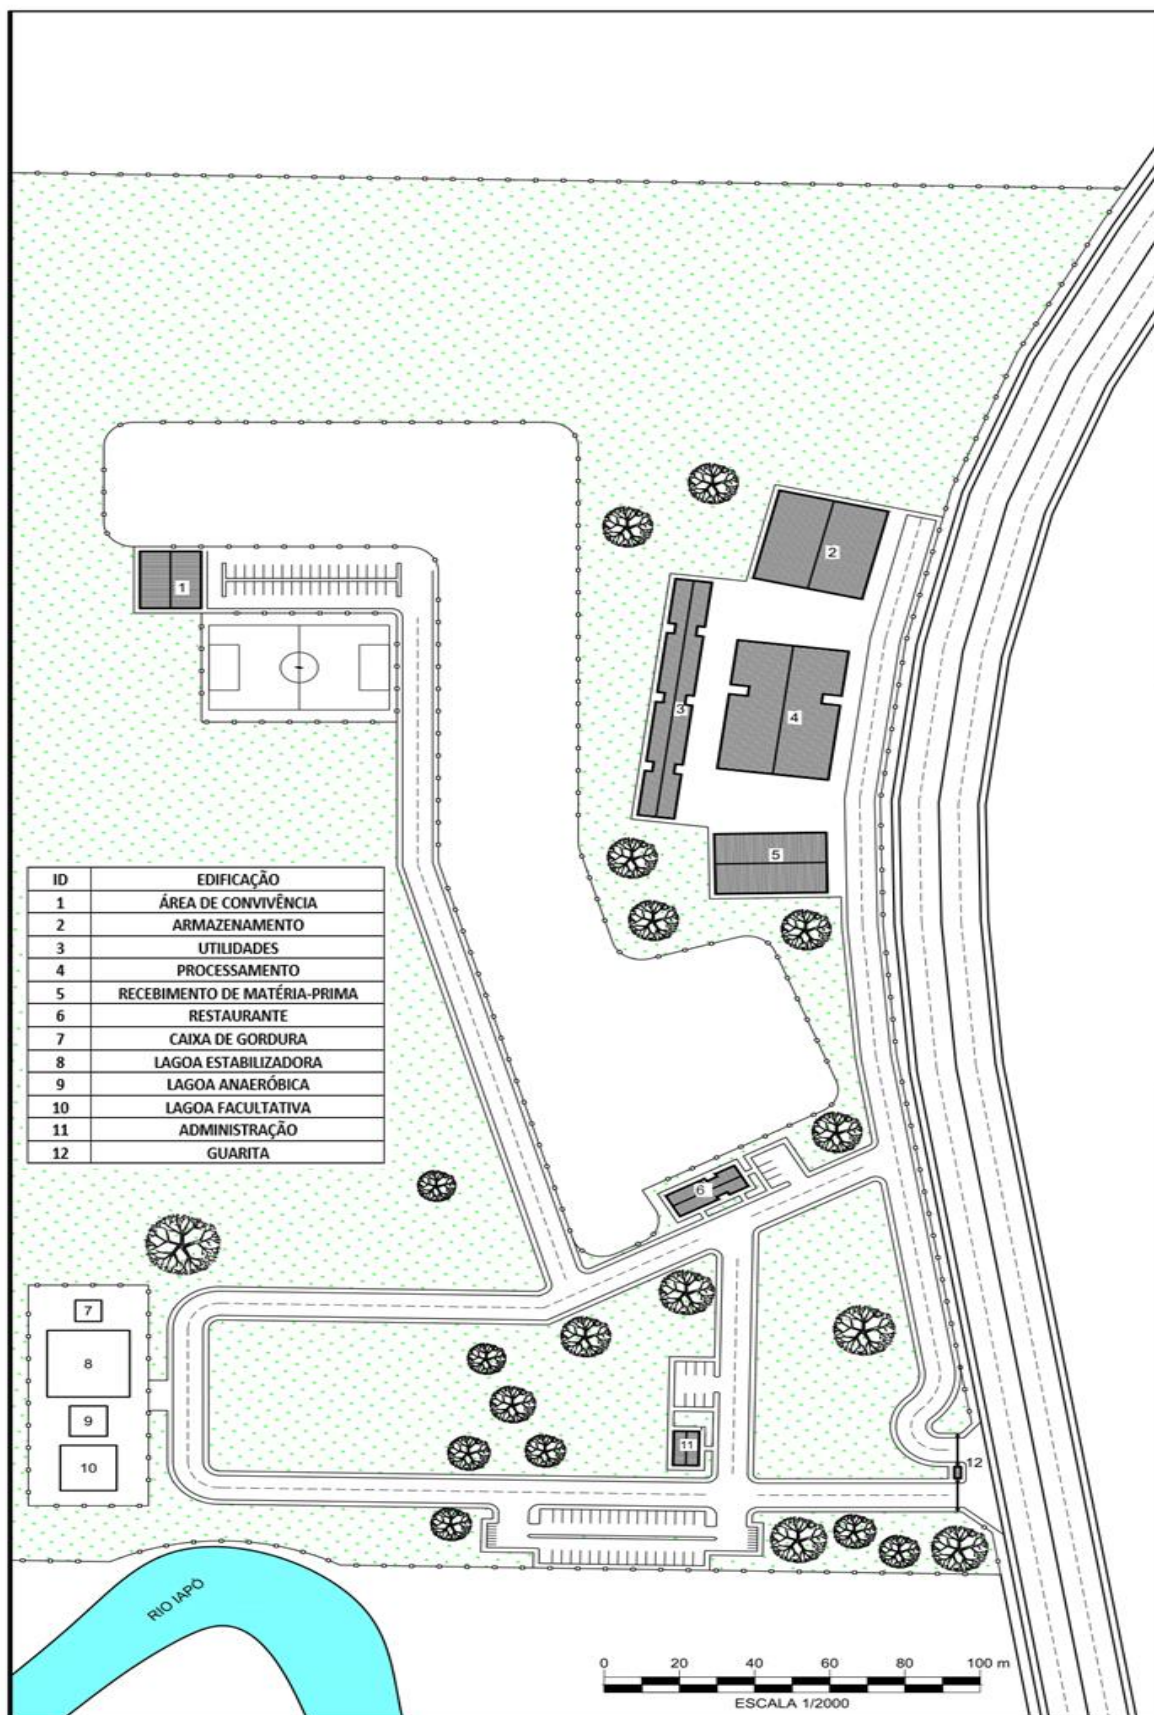 2
1
3
4
5
ID EDIFICAÇÃO
1 ÁREA DE CONVIVÊNCIA
2 ARMAZENAMENTO
3 UTILIDADES
4 PROCESSAMENTO
5 RECEBIMENTO DE MATÉRIA-PRIMA
6 RESTAURANTE
7 CAIXA DE GORDURA
8 LAGOA ESTABILIZADORA
9 LAGOA ANAERÓBICA
10 LAGOA FACULTATIVA
11 ADMINISTRAÇÃO
12 GUARITA
6
7
8
9
11
10
12
RIO IAPÓ
0 20 40 60 80 100 m
ESCALA 1/2000